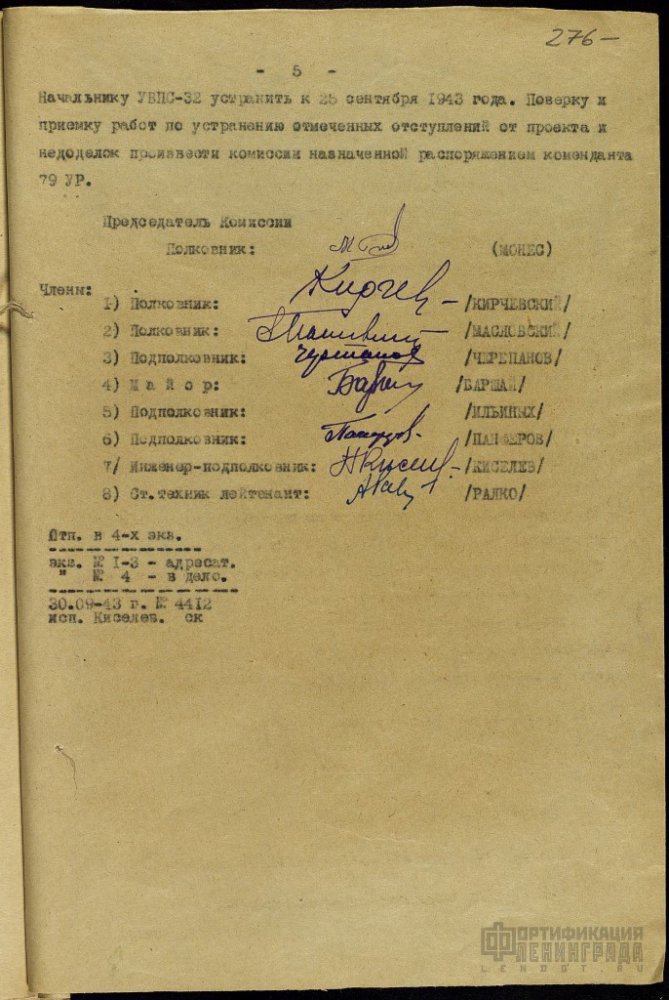 276-
- 5 -
Начальнику УВПС-32 устранить к 25 сентября 1943 года. Поверку и
приемку работ по устранению отмеченных отступлений от проекта и
недоделок произвести комиссии назначенной распоряжением коменданта
79 УР.
Председатель Комиссии
Полковник: (МОНЕС)
Члены:
1) Полковник: Кирчев- /КИРЧЕВСКИЙ/
2) Полковник: /МАСЛОВСКИЙ/
3) Подполковник: Черепанов /ЧЕРЕПАНОВ/
4) М а й о р: /БАРШАЙ/
5) Подполковник: /ИЛЬИНЫХ/
6) Подполковник: /ПАНФЕРОВ/
7/ Инженер-подполковник: /КИСЕЛЕВ/
8) Ст.техник лейтенант: /РАЛКО/
Отп. в 4-х экз.
экз. № I-3 - адресат.
" № 4 - в дело.
30.09-43 г. № 4412
исп. Киселев. ск
ФОРТИФИКАЦИЯ
ЛЕНИНГРАДА
LENDOT.RU